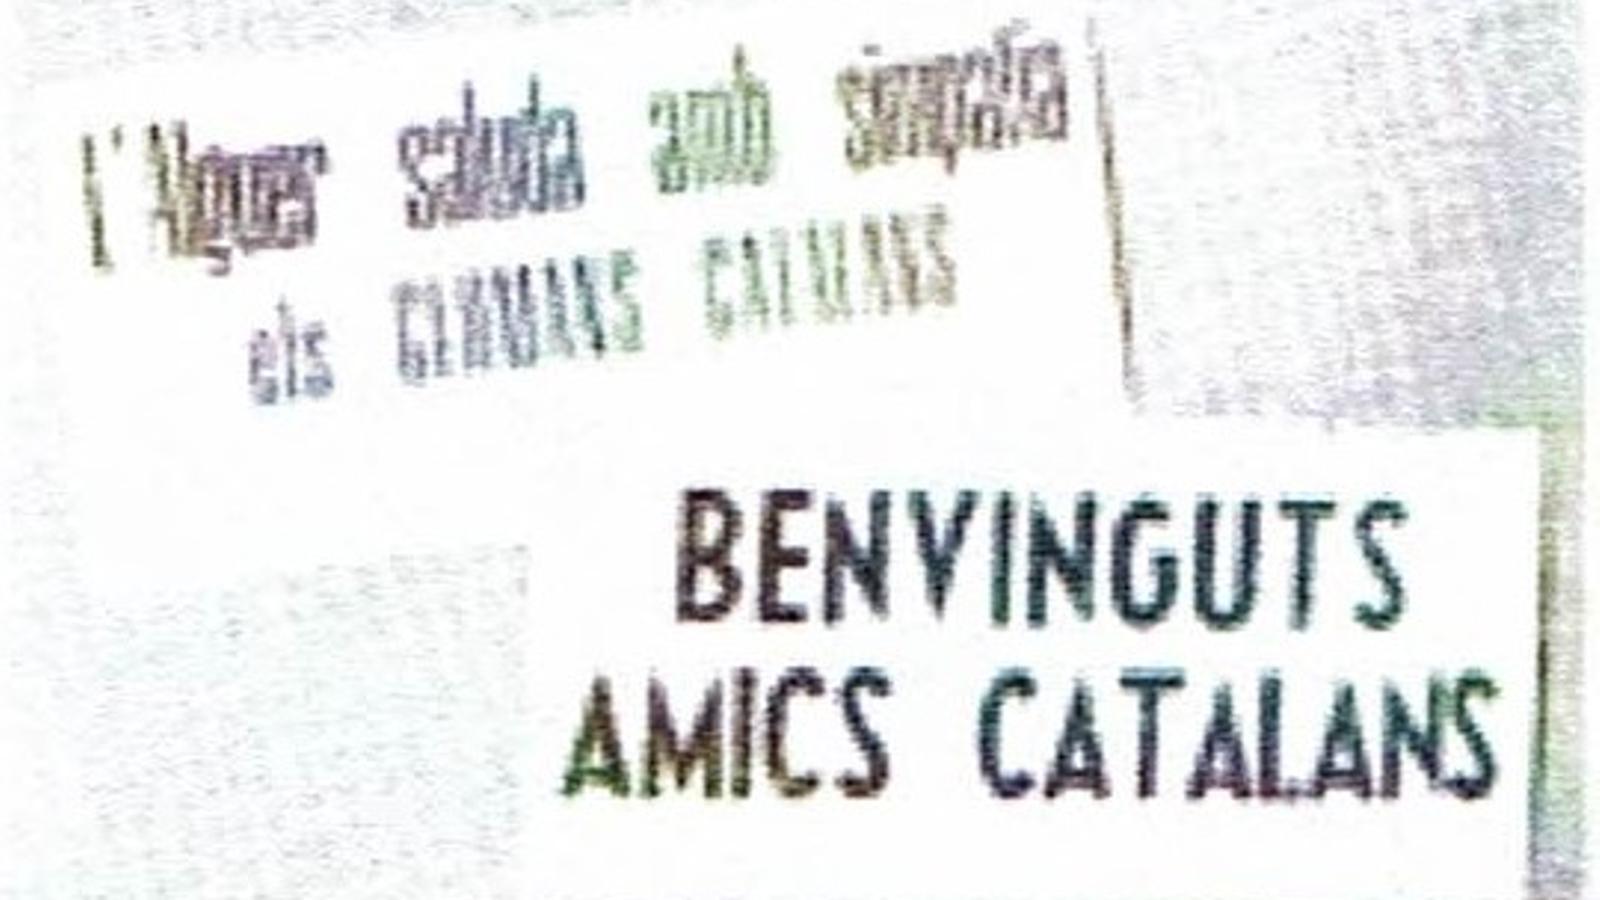 L'Alguer saluda amb simpatia
els GERMANS CATALANS
BENVINGUTS
AMICS CATALANS